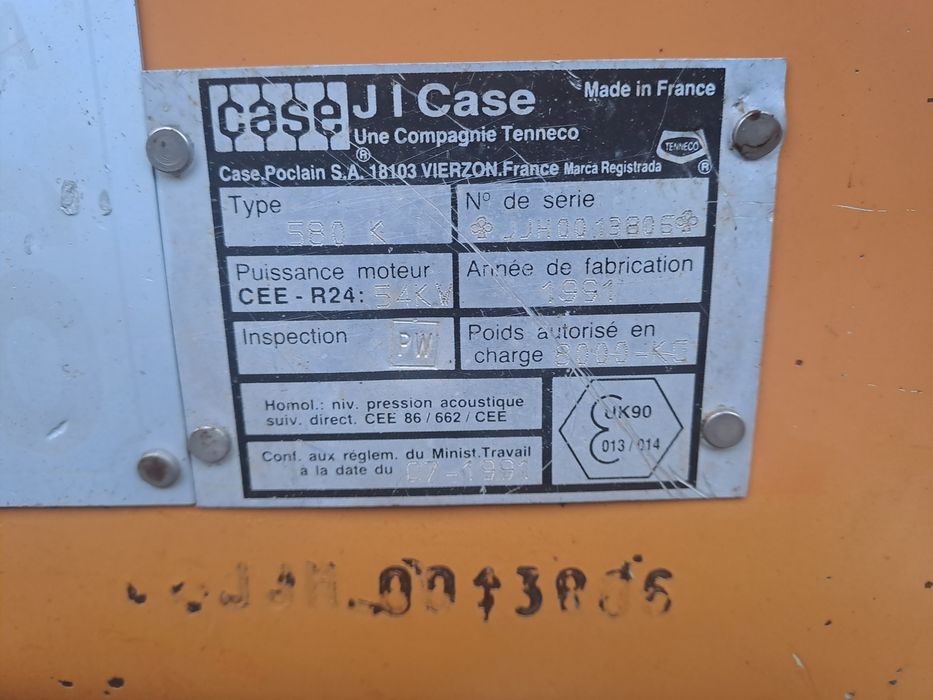 case J I Case Made in France
Une Compagnie Tenneco
TENNECO
Case.Poclain S.A. 18103 VIERZON.France Marca Registrada ®
Type
580 K
Nº de serie
JJH0013806
Puissance moteur
CEE - R24: 54KW
Année de fabrication
1991
Inspection PW
Poids autorisé en
charge 8000-KG
Homol.: niv. pression acoustique
suiv. direct. CEE 86/662/CEE
Conf. aux réglem. du Minist.Travail
a la date du 07-1991
UK90
013/014
JJH 0013806